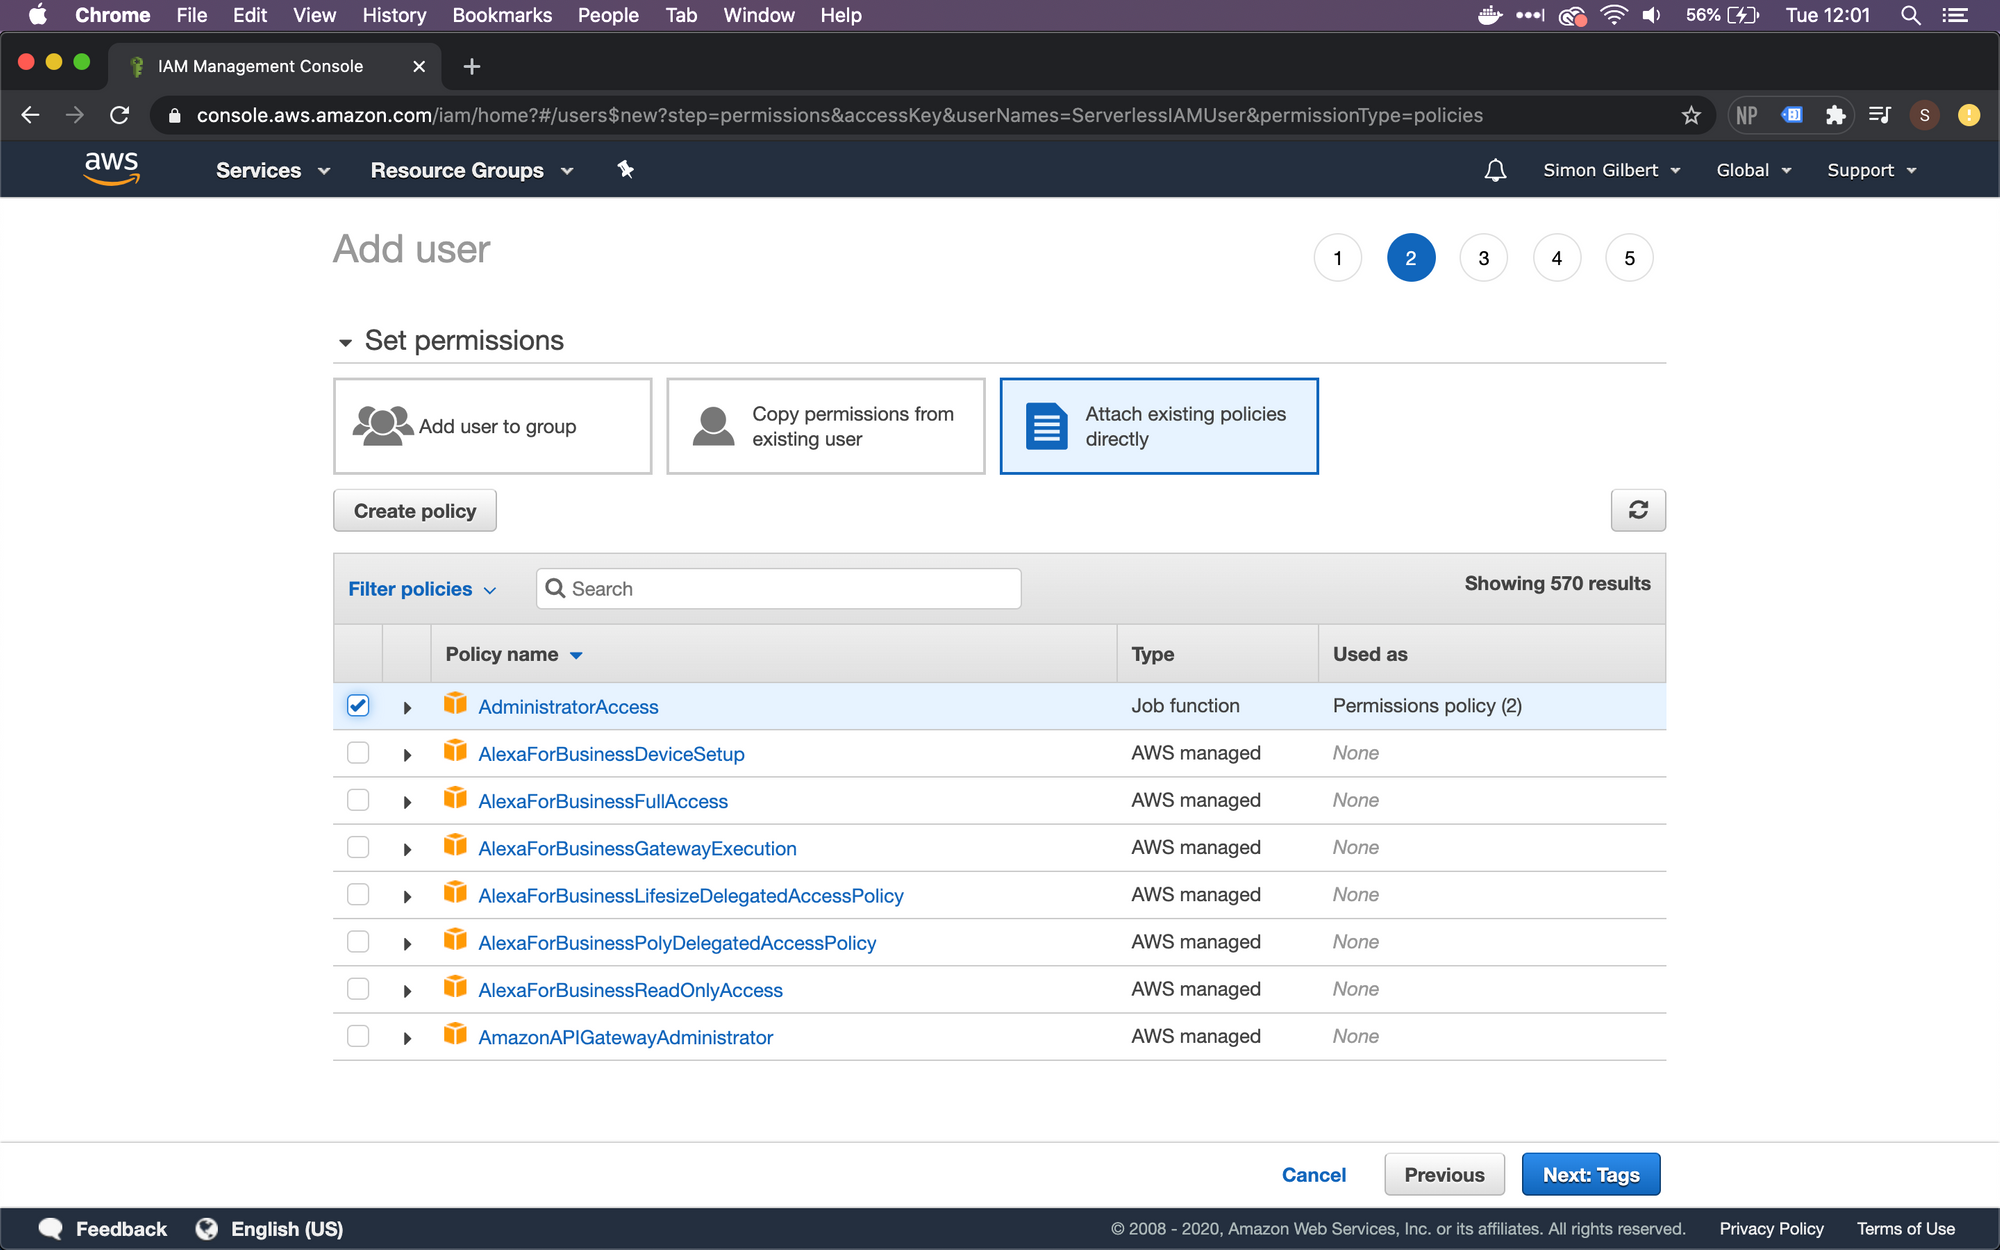 Chrome File Edit View History Bookmarks People Tab Window Help 56% Tue 12:01
IAM Management Console
console.aws.amazon.com/iam/home?#/users$new?step=permissions&accessKey&userNames=ServerlessIAMUser&permissionType=policies NP S
aws Services Resource Groups Simon Gilbert Global Support
Add user 1 2 3 4 5
Set permissions
Add user to group
Copy permissions from
existing user
Attach existing policies
directly
Create policy
Filter policies Search Showing 570 results
Policy name Type Used as
AdministratorAccess Job function Permissions policy (2)
AlexaForBusinessDeviceSetup AWS managed None
AlexaForBusinessFullAccess AWS managed None
AlexaForBusinessGatewayExecution AWS managed None
AlexaForBusinessLifesizeDelegatedAccessPolicy AWS managed None
AlexaForBusinessPolyDelegatedAccessPolicy AWS managed None
AlexaForBusinessReadOnlyAccess AWS managed None
AmazonAPIGatewayAdministrator AWS managed None
Cancel Previous Next: Tags
Feedback English (US) © 2008 - 2020, Amazon Web Services, Inc. or its affiliates. All rights reserved. Privacy Policy Terms of Use